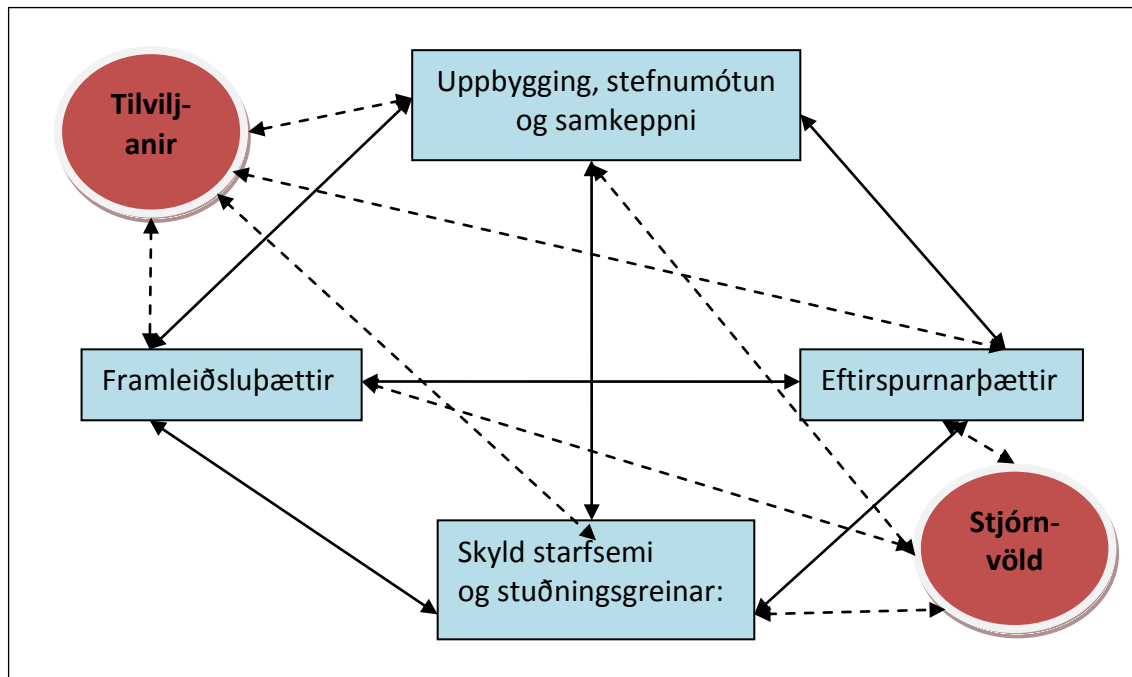 Uppbygging, stefnumótun
og samkeppni
Tilvilj-
anir
Framleiðsluþættir
Eftirspurnarþættir
Skyld starfsemi
og stuðningsgreinar:
Stjórn-
völd